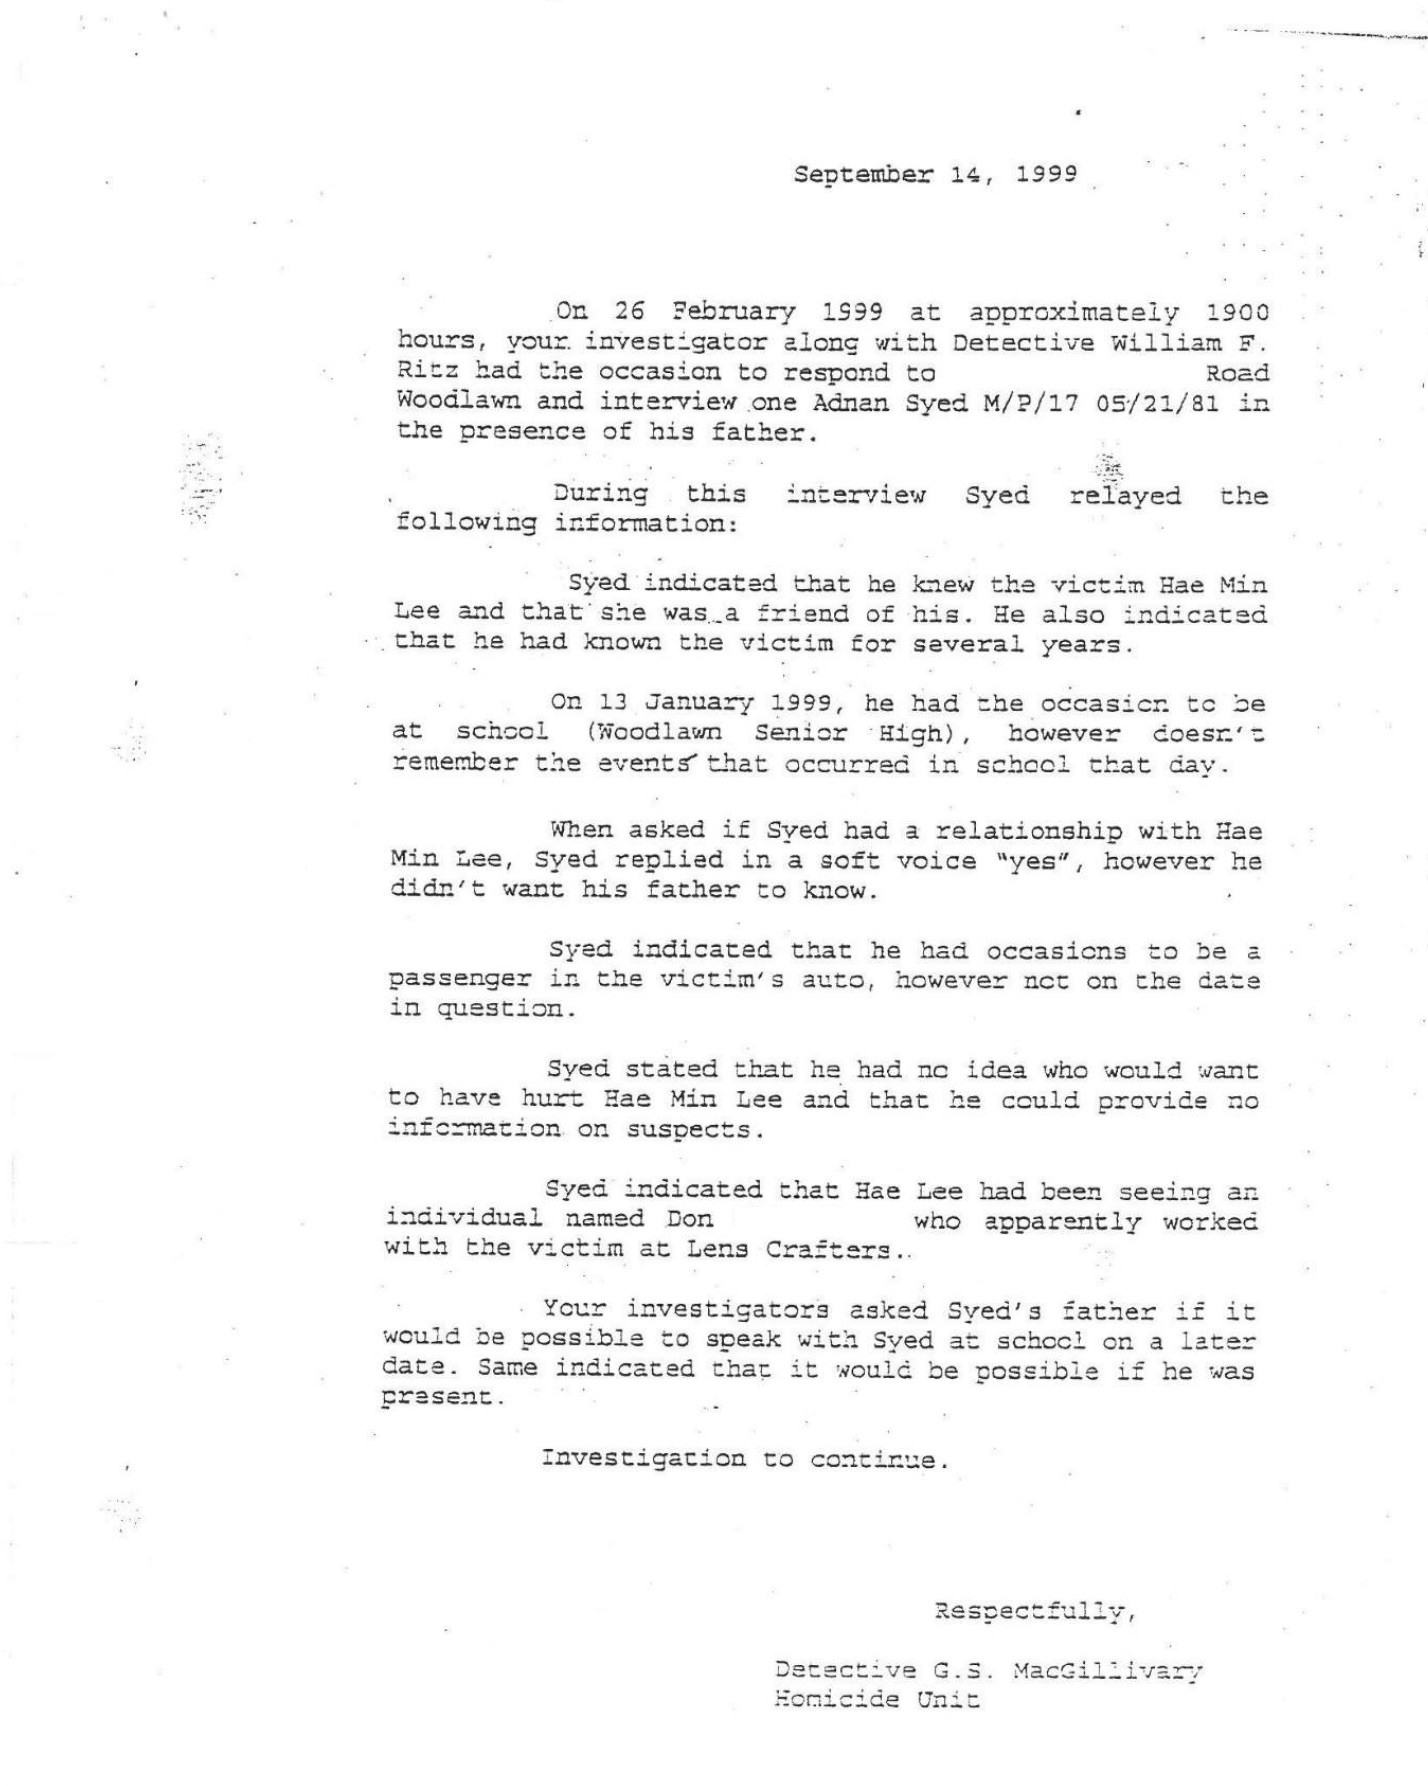 September 14, 1999
On 26 February 1999 at approximately 1900
hours, your investigator along with Detective William F.
Ritz had the occasion to respond to Road
Woodlawn and interview one Adnan Syed M/P/17 05/21/81 in
the presence of his father.
During this interview Syed relayed the
following information:
Syed indicated that he knew the victim Hae Min
Lee and that she was a friend of his. He also indicated
that he had known the victim for several years.
On 13 January 1999, he had the occasion to be
at school (Woodlawn Senior High), however doesn't
remember the events that occurred in school that day.
When asked if Syed had a relationship with Hae
Min Lee, Syed replied in a soft voice "yes", however he
didn't want his father to know.
Syed indicated that he had occasions to be a
passenger in the victim's auto, however not on the date
in question.
Syed stated that he had no idea who would want
to have hurt Hae Min Lee and that he could provide no
information on suspects.
Syed indicated that Hae Lee had been seeing an
individual named Don who apparently worked
with the victim at Lens Crafters.
Your investigators asked Syed's father if it
would be possible to speak with Syed at school on a later
date. Same indicated that it would be possible if he was
present.
Investigation to continue.
Respectfully,
Detective G.S. MacGillivary
Homicide Unit